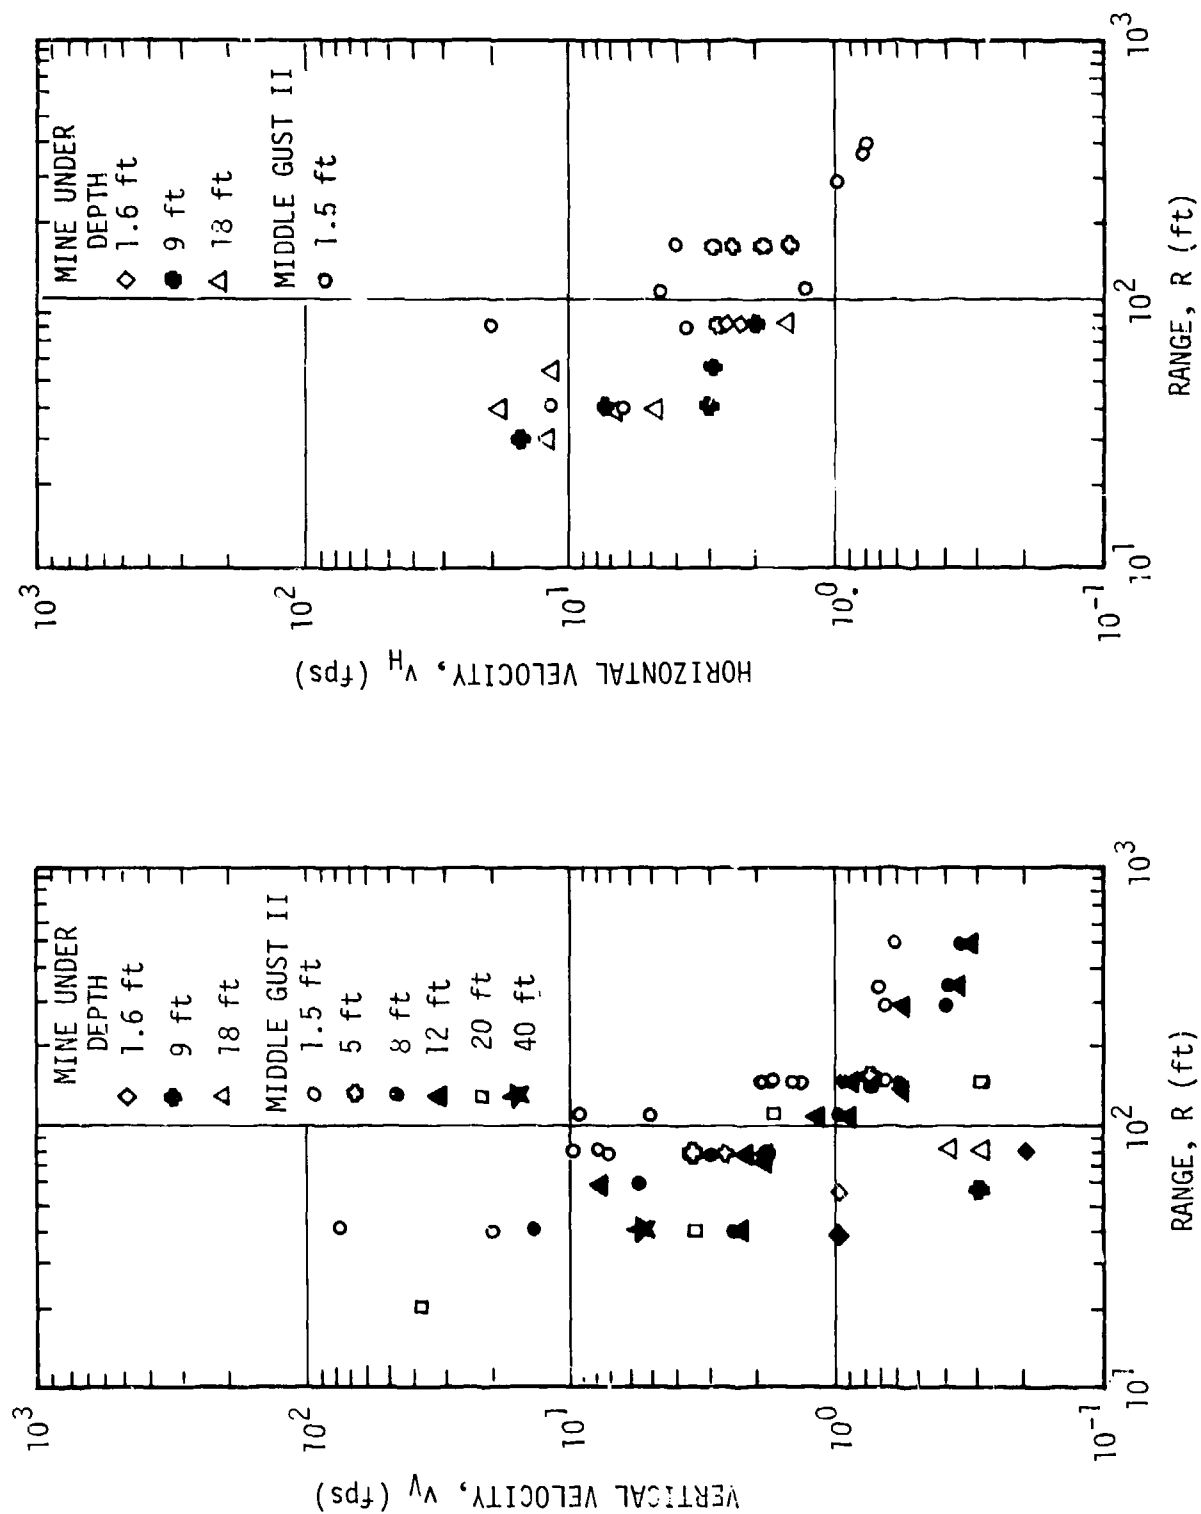 VERTICAL VELOCITY, vV (fps)
10^3
10^2
10^1
10^0
10^-1
MINE UNDER
DEPTH
1.6 ft
9 ft
18 ft
MIDDLE GUST II
1.5 ft
5 ft
8 ft
12 ft
20 ft
40 ft
10^1
10^2
10^3
RANGE, R (ft)
HORIZONTAL VELOCITY, vH (fps)
10^3
10^2
10^1
10^0
10^-1
MINE UNDER
DEPTH
1.6 ft
9 ft
18 ft
MIDDLE GUST II
1.5 ft
10^1
10^2
10^3
RANGE, R (ft)